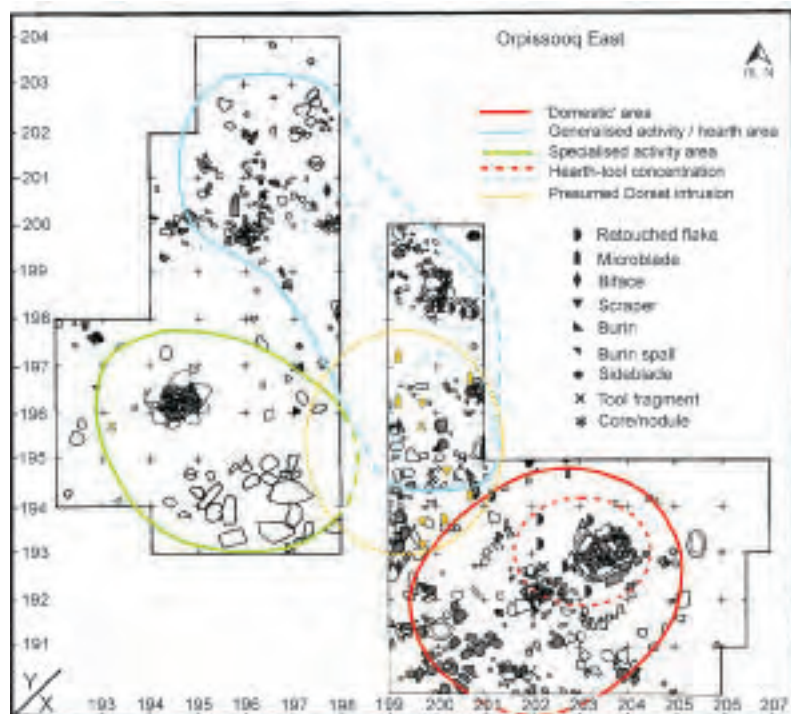 Orpissooq East
m. N
'Domestic' area
Generalised activity / hearth area
Specialised activity area
Hearth-tool concentration
Presumed Dorset intrusion
Retouched flake
Microblade
Biface
Scraper
Burin
Burin spall
Sideblade
Tool fragment
Core/nodule
204
203
202
201
200
199
198
197
196
195
194
193
192
191
Y
X
193 194 195 196 197 198 199 200 201 202 203 204 205 206 207